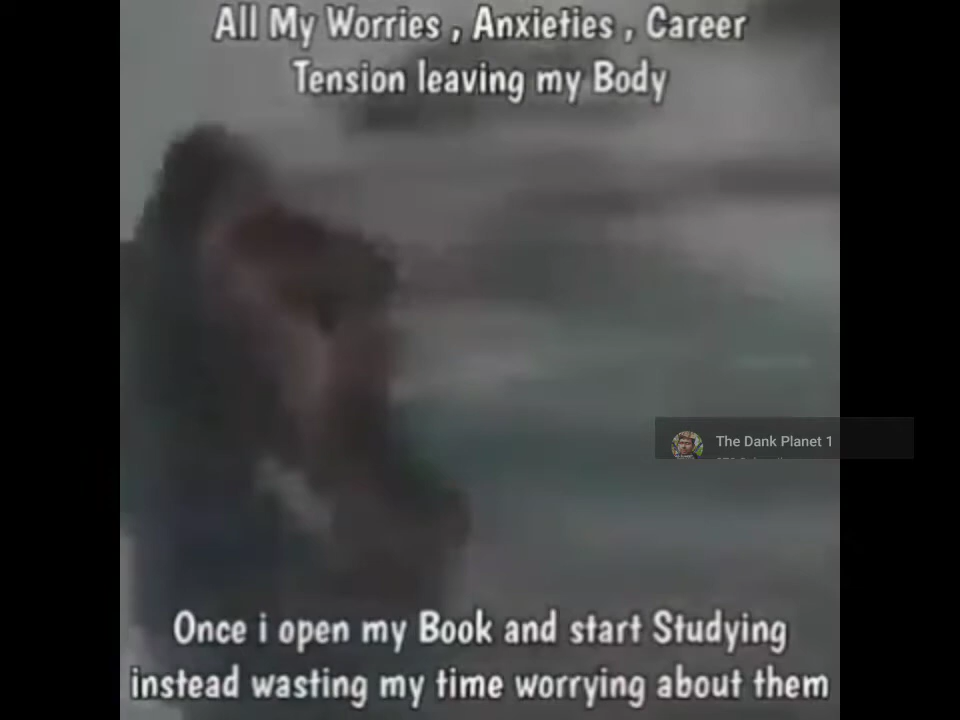 All My Worries , Anxieties , Career
Tension leaving my Body
The Dank Planet 1
Once i open my Book and start Studying
instead wasting my time worrying about them